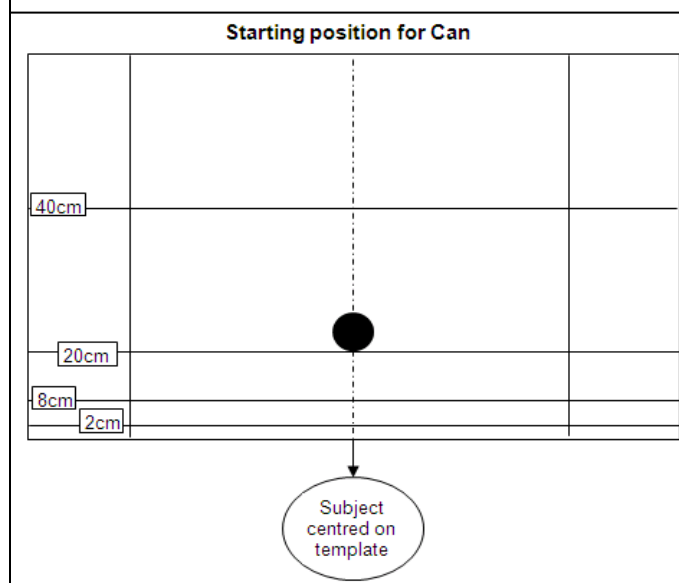 Starting position for Can
40cm
20cm
8cm
2cm
Subject
centred on
template